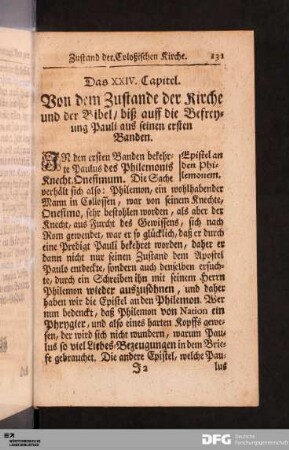 Zustand der Coloßischen Kirche. 131
Das XXIV. Capitel.
Von dem Zustande der Kirche
und der Bibel / biß auff die Befrey-
ung Pauli aus seinen ersten
Banden.
IN den ersten Banden bekehr-
te Paulus des Philemonis
Knecht, Onesimum. Die Sache
Epistel an
den Phi-
lemonem.
verhält sich also: Philemon, ein wohlhabender
Mann in Collossen, war von seinem Knechte,
Onesimo, sehr bestohlen worden, als aber der
Knecht, aus Furcht des Gewissens, sich nach
Rom gewendet, war er so glücklich, daß er durch
eine Predigt Pauli bekehret worden, daher er
dann nicht nur seinen Zustand dem Apostel
Paulo entdeckte, sondern auch denselben ersuch-
te, durch ein Schreiben ihn mit seinem Herrn
Philemon wieder auszusöhnen, und daher
haben wir die Epistel an den Philemon. Wer
nun bedenckt, daß Philemon von Nation ein
Phrygier, und also eines harten Kopffs gewe-
sen, der wird sich nicht wundern, warum Pau-
lus so viel Liebes-Bezeugungen in dem Brie-
fe gebrauchet. Die andere Epistel, welche Pau-
J 2 lus
DFG Deutsche
Forschungsgemeinschaft